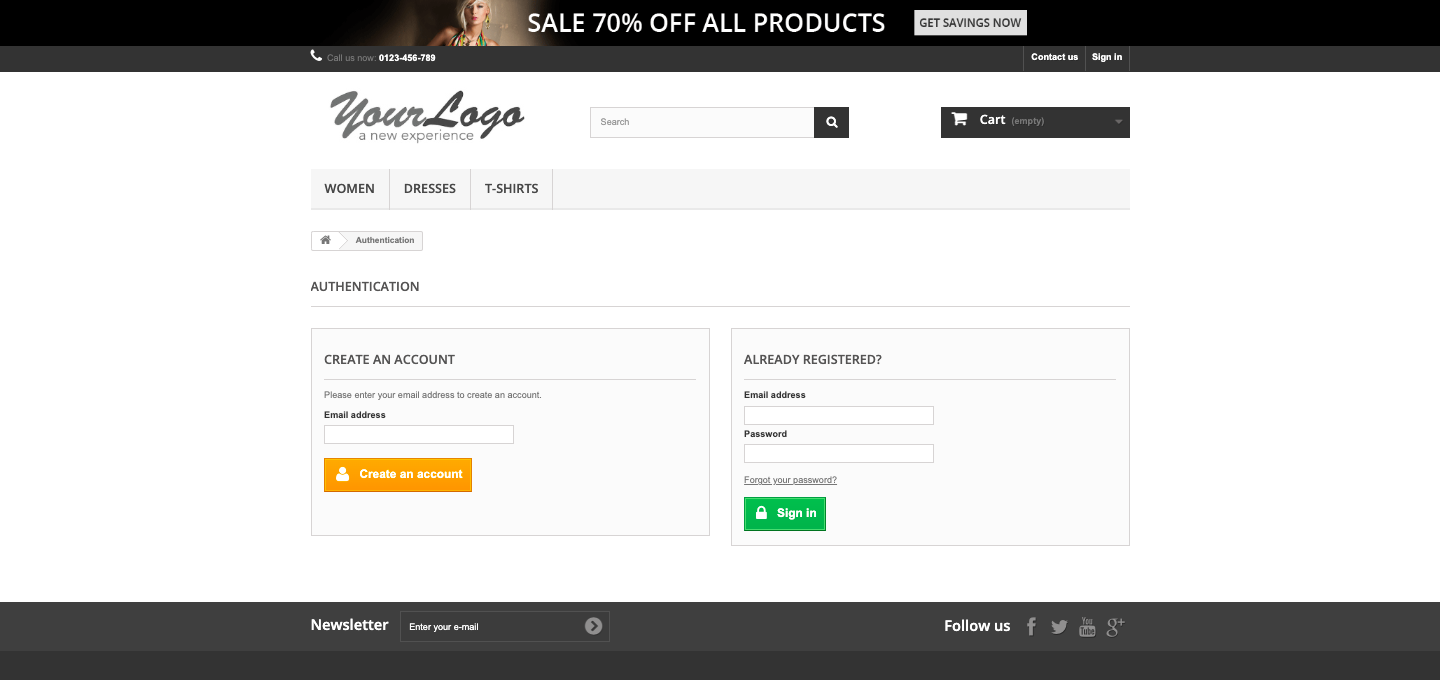 SALE 70% OFF ALL PRODUCTS GET SAVINGS NOW
Call us now: 0123-456-789 Contact us Sign in
YourLogo
a new experience
Search
Cart (empty)
WOMEN DRESSES T-SHIRTS
Authentication
AUTHENTICATION
CREATE AN ACCOUNT
Please enter your email address to create an account.
Email address
Create an account
ALREADY REGISTERED?
Email address
Password
Forgot your password?
Sign in
Newsletter Enter your e-mail Follow us You Tube g+